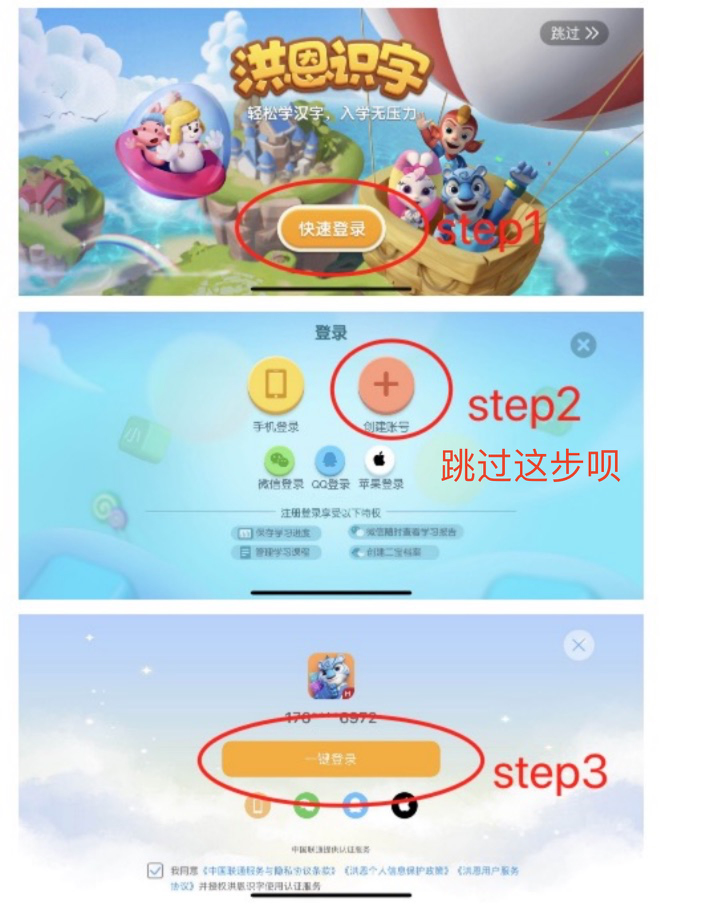 跳过
洪恩识字
轻松学汉字，入学无压力
快速登录
step1
登录
手机登录
创建账号
step2
微信登录
QQ登录
苹果登录
跳过这步呗
小
注册登录享受以下特权
保存学习进度
微信随时查看学习报告
管理学习课程
创建二宝档案
176****6972
一键登录
step3
中国联通提供认证服务
我同意《中国联通服务与隐私协议条款》《洪恩个人信息保护政策》《洪恩用户服务
协议》并授权洪恩识字使用认证服务